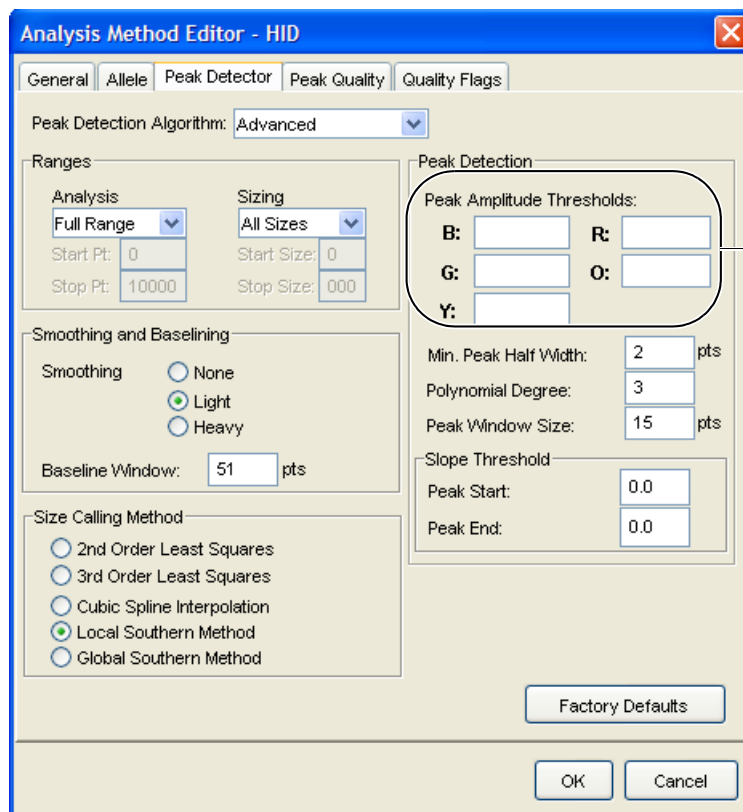 Analysis Method Editor - HID
General Allele Peak Detector Peak Quality Quality Flags
Peak Detection Algorithm: Advanced
Ranges
Analysis Sizing
Full Range All Sizes
Start Pt: 0 Start Size: 0
Stop Pt: 10000 Stop Size: 000
Smoothing and Baselining
Smoothing None
Light
Heavy
Baseline Window: 51 pts
Size Calling Method
2nd Order Least Squares
3rd Order Least Squares
Cubic Spline Interpolation
Local Southern Method
Global Southern Method
Peak Detection
Peak Amplitude Thresholds:
B: R:
G: O:
Y:
Min. Peak Half Width: 2 pts
Polynomial Degree: 3
Peak Window Size: 15 pts
Slope Threshold
Peak Start: 0.0
Peak End: 0.0
Factory Defaults
OK Cancel